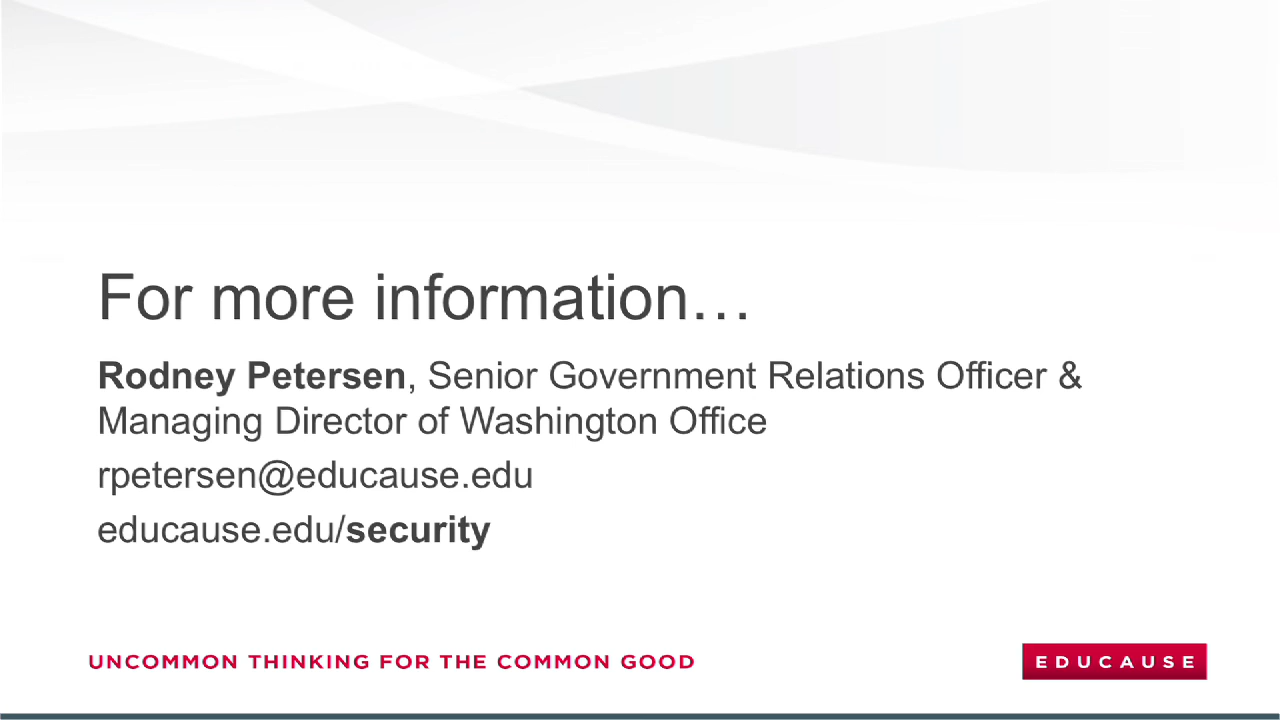 For more information…
Rodney Petersen, Senior Government Relations Officer &
Managing Director of Washington Office
rpetersen@educause.edu
educause.edu/security
UNCOMMON THINKING FOR THE COMMON GOOD
EDUCAUSE